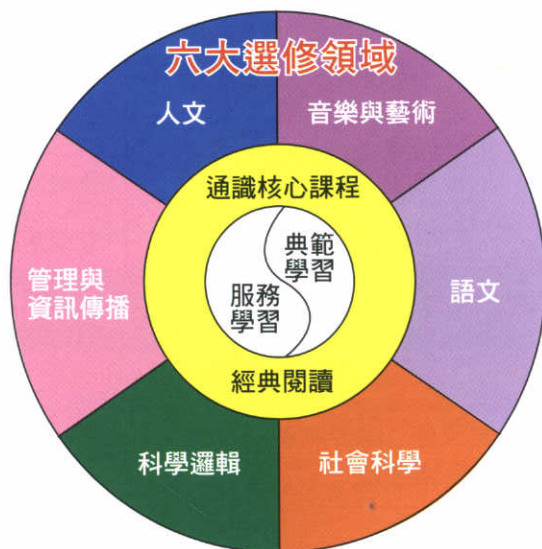 六大選修領域
人文
音樂與藝術
通識核心課程
典範
學習
管理與
資訊傳播
服務
學習
語文
經典閱讀
科學邏輯
社會科學